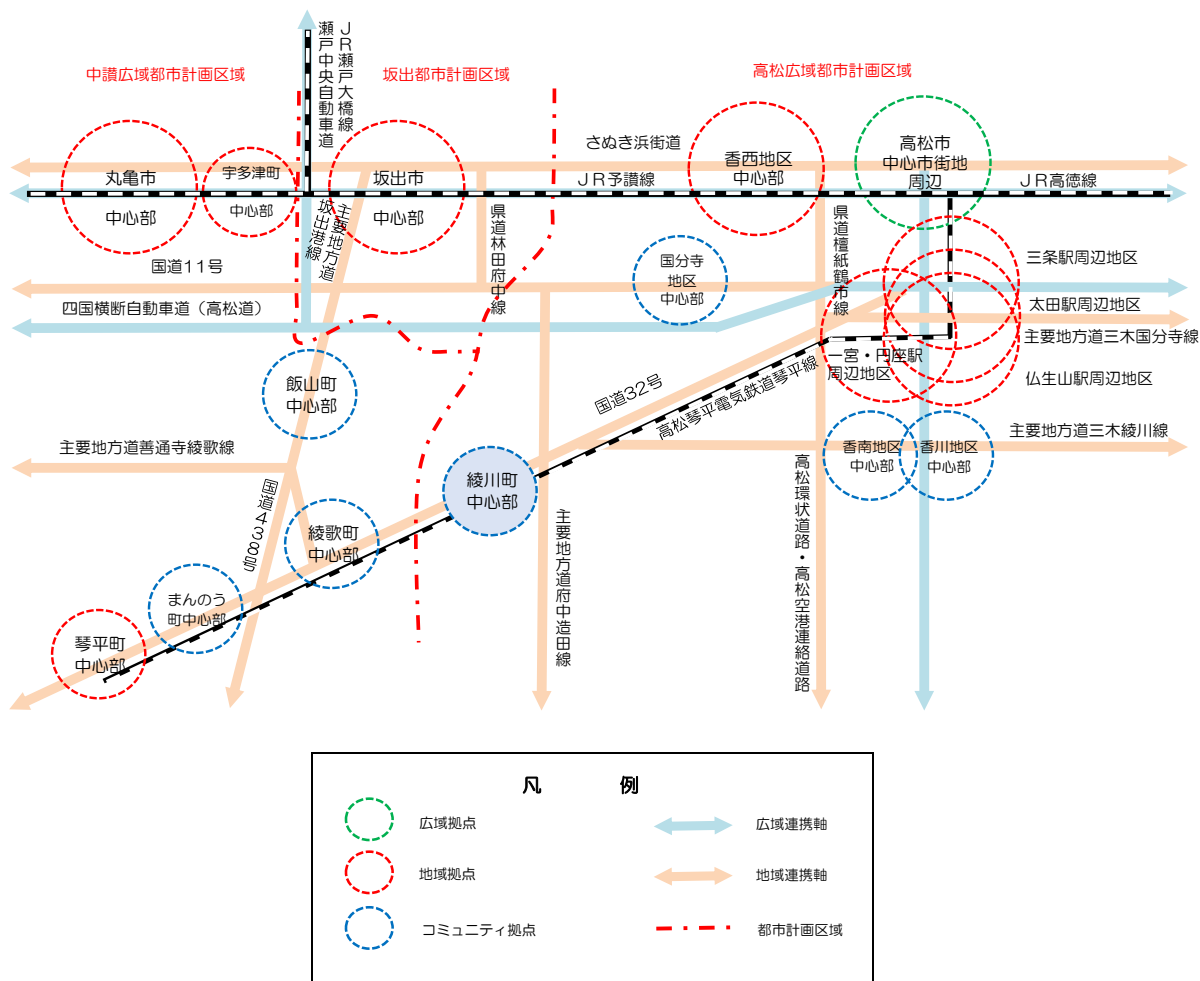 瀬戸中央自動車道
ＪＲ瀬戸大橋線
中讃広域都市計画区域
坂出都市計画区域
高松広域都市計画区域
さぬき浜街道
高松市
中心市街地
周辺
香西地区
中心部
丸亀市
中心部
宇多津町
中心部
坂出市
中心部
ＪＲ予讃線
ＪＲ高徳線
主要地方道
坂出港線
県道林田府中線
県道檀紙鶴市線
国道11号
国分寺
地区
中心部
三条駅周辺地区
四国横断自動車道（高松道）
太田駅周辺地区
主要地方道三木国分寺線
一宮・円座駅
周辺地区
仏生山駅周辺地区
飯山町
中心部
国道32号
高松琴平電気鉄道琴平線
主要地方道善通寺綾歌線
主要地方道三木綾川線
香南地区
中心部
香川地区
中心部
綾川町
中心部
国道438号
綾歌町
中心部
主要地方道府中造田線
高松環状道路・高松空港連絡道路
まんのう
町中心部
琴平町
中心部
凡　例
広域拠点
広域連携軸
地域拠点
地域連携軸
コミュニティ拠点
都市計画区域